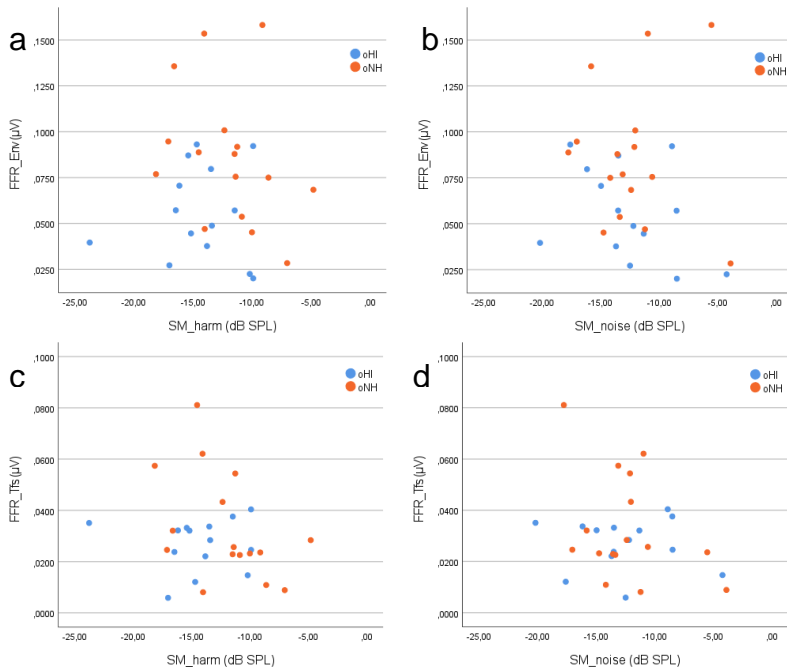 a
,1500
,1250
,1000
,0750
,0500
,0250
FFR_Env (µV)
oHI
oNH
-25,00 -20,00 -15,00 -10,00 -5,00 ,00
SM_harm (dB SPL)
b
,1500
,1250
,1000
,0750
,0500
,0250
FFR_Env (µV)
oHI
oNH
-25,00 -20,00 -15,00 -10,00 -5,00 ,00
SM_noise (dB SPL)
c
,1000
,0800
,0600
,0400
,0200
,0000
FFR_Tfs (µV)
oHI
oNH
-25,00 -20,00 -15,00 -10,00 -5,00 ,00
SM_harm (dB SPL)
d
,1000
,0800
,0600
,0400
,0200
,0000
FFR_Tfs (µV)
oHI
oNH
-25,00 -20,00 -15,00 -10,00 -5,00 ,00
SM_noise (dB SPL)